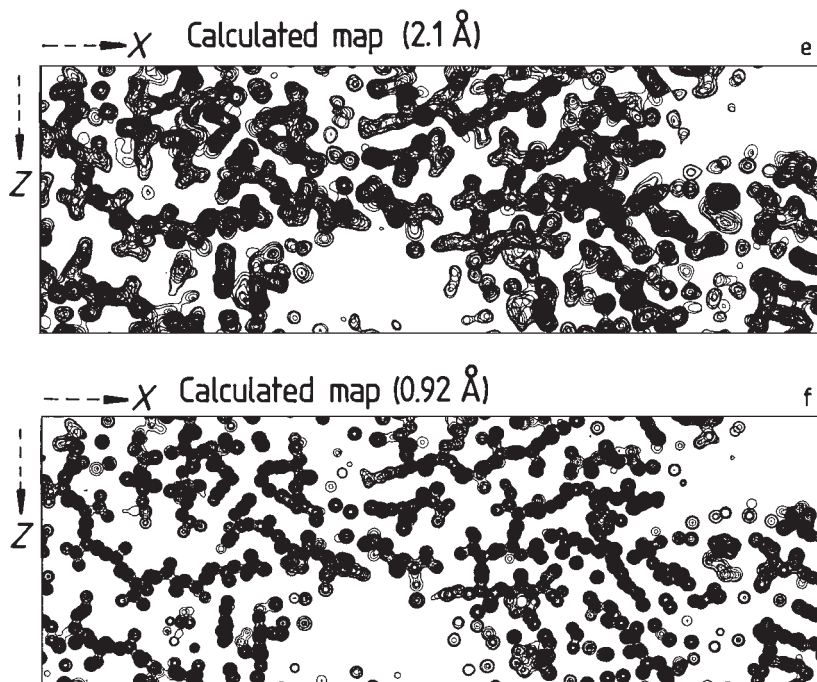 X Calculated map (2.1 Å) e
Z
X Calculated map (0.92 Å) f
Z